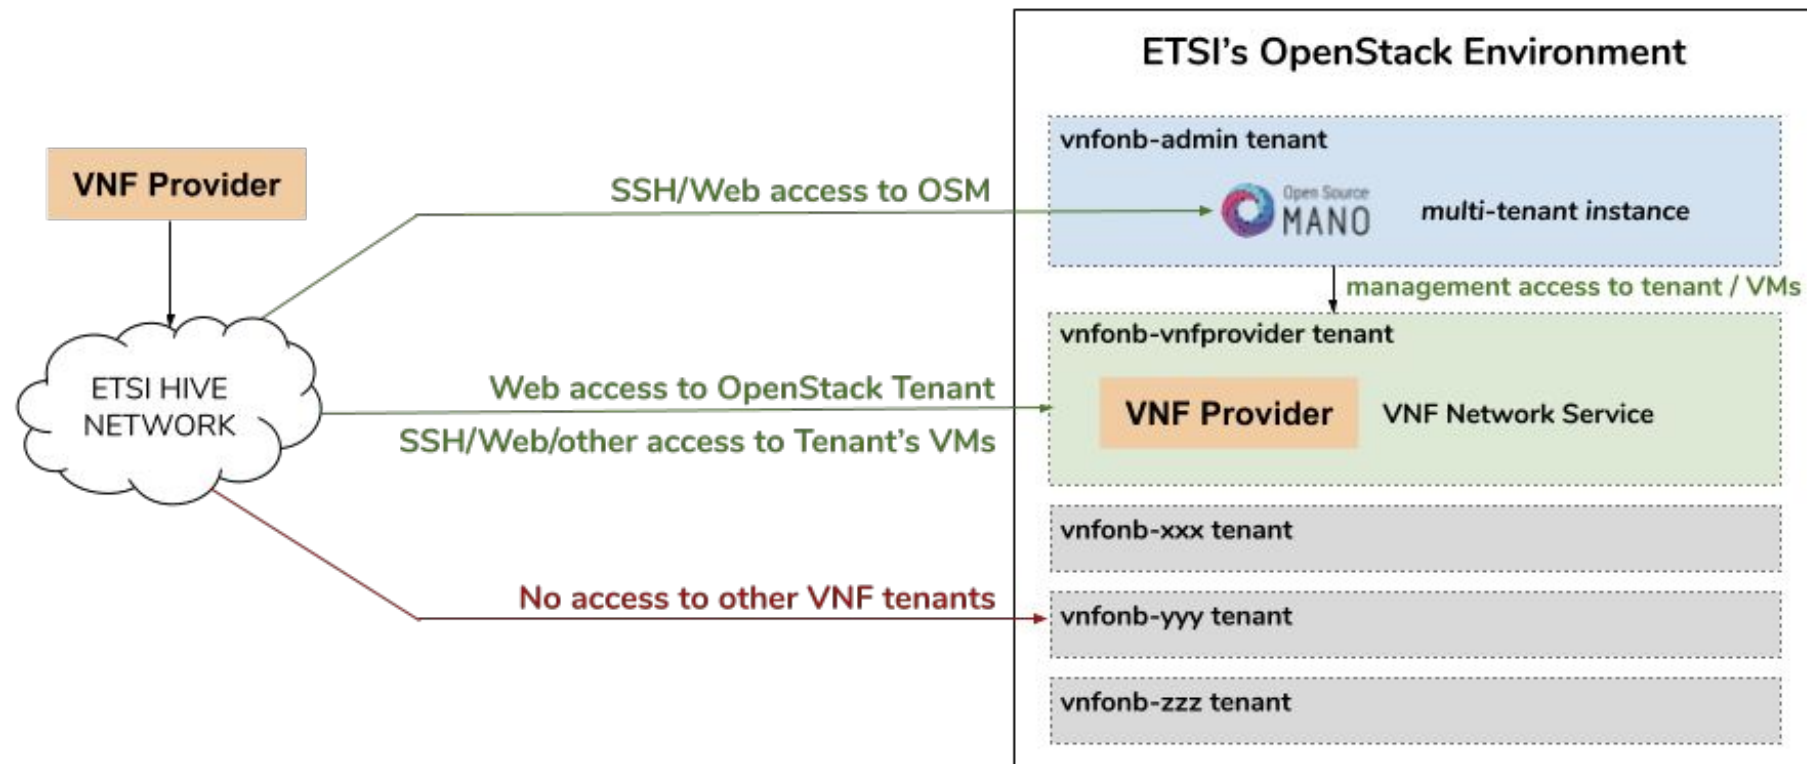 ETSI's OpenStack Environment
vnfonb-admin tenant
VNF Provider
SSH/Web access to OSM
Open Source
MANO
multi-tenant instance
management access to tenant / VMs
vnfonb-vnfprovider tenant
ETSI HIVE
NETWORK
Web access to OpenStack Tenant
SSH/Web/other access to Tenant's VMs
VNF Provider
VNF Network Service
vnfonb-xxx tenant
No access to other VNF tenants
vnfonb-yyy tenant
vnfonb-zzz tenant